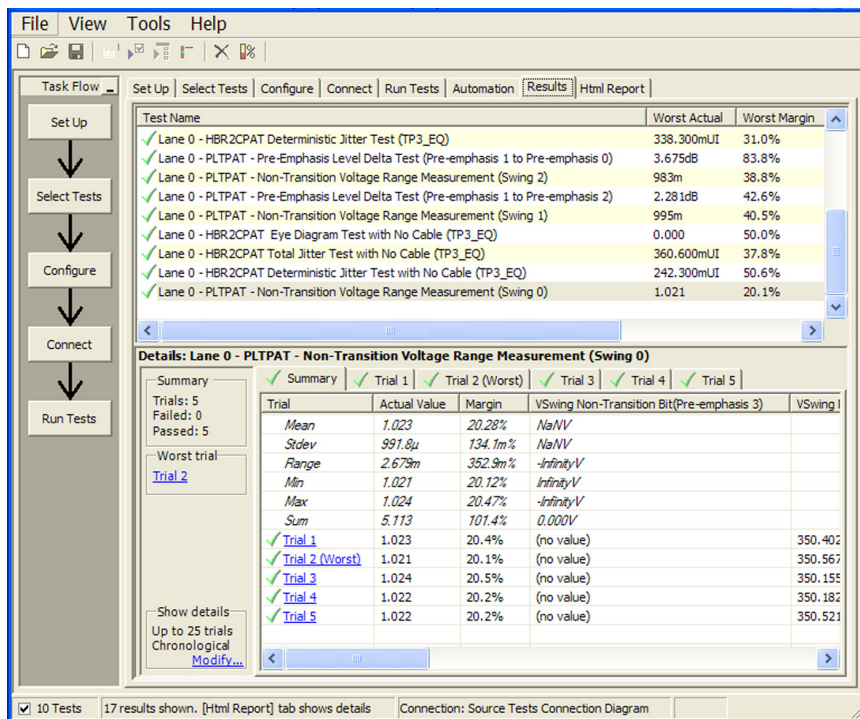 File View Tools Help
Task Flow
Set Up Select Tests Configure Connect Run Tests Automation Results Html Report
Set Up
Select Tests
Configure
Connect
Run Tests
Test Name Worst Actual Worst Margin
Lane 0 - HBR2CPAT Deterministic Jitter Test (TP3_EQ) 338.300mUI 31.0%
Lane 0 - PLTPAT - Pre-Emphasis Level Delta Test (Pre-emphasis 1 to Pre-emphasis 0) 3.675dB 83.8%
Lane 0 - PLTPAT - Non-Transition Voltage Range Measurement (Swing 2) 983m 38.8%
Lane 0 - PLTPAT - Pre-Emphasis Level Delta Test (Pre-emphasis 1 to Pre-emphasis 2) 2.281dB 42.6%
Lane 0 - PLTPAT - Non-Transition Voltage Range Measurement (Swing 1) 995m 40.5%
Lane 0 - HBR2CPAT Eye Diagram Test with No Cable (TP3_EQ) 0.000 50.0%
Lane 0 - HBR2CPAT Total Jitter Test with No Cable (TP3_EQ) 360.600mUI 37.8%
Lane 0 - HBR2CPAT Deterministic Jitter Test with No Cable (TP3_EQ) 242.300mUI 50.6%
Lane 0 - PLTPAT - Non-Transition Voltage Range Measurement (Swing 0) 1.021 20.1%
Details: Lane 0 - PLTPAT - Non-Transition Voltage Range Measurement (Swing 0)
Summary
Trials: 5
Failed: 0
Passed: 5
Worst trial
Trial 2
Show details
Up to 25 trials
Chronological
Modify...
Summary Trial 1 Trial 2 (Worst) Trial 3 Trial 4 Trial 5
Trial Actual Value Margin VSwing Non-Transition Bit(Pre-emphasis 3) VSwing
Mean 1.023 20.28% NaNV
Stdev 991.8µ 134.1m% NaNV
Range 2.679m 352.9m% -InfinityV
Min 1.021 20.12% InfinityV
Max 1.024 20.47% -InfinityV
Sum 5.113 101.4% 0.000V
Trial 1 1.023 20.4% (no value) 350.402
Trial 2 (Worst) 1.021 20.1% (no value) 350.567
Trial 3 1.024 20.5% (no value) 350.155
Trial 4 1.022 20.2% (no value) 350.182
Trial 5 1.022 20.2% (no value) 350.521
10 Tests 17 results shown. [Html Report] tab shows details Connection: Source Tests Connection Diagram